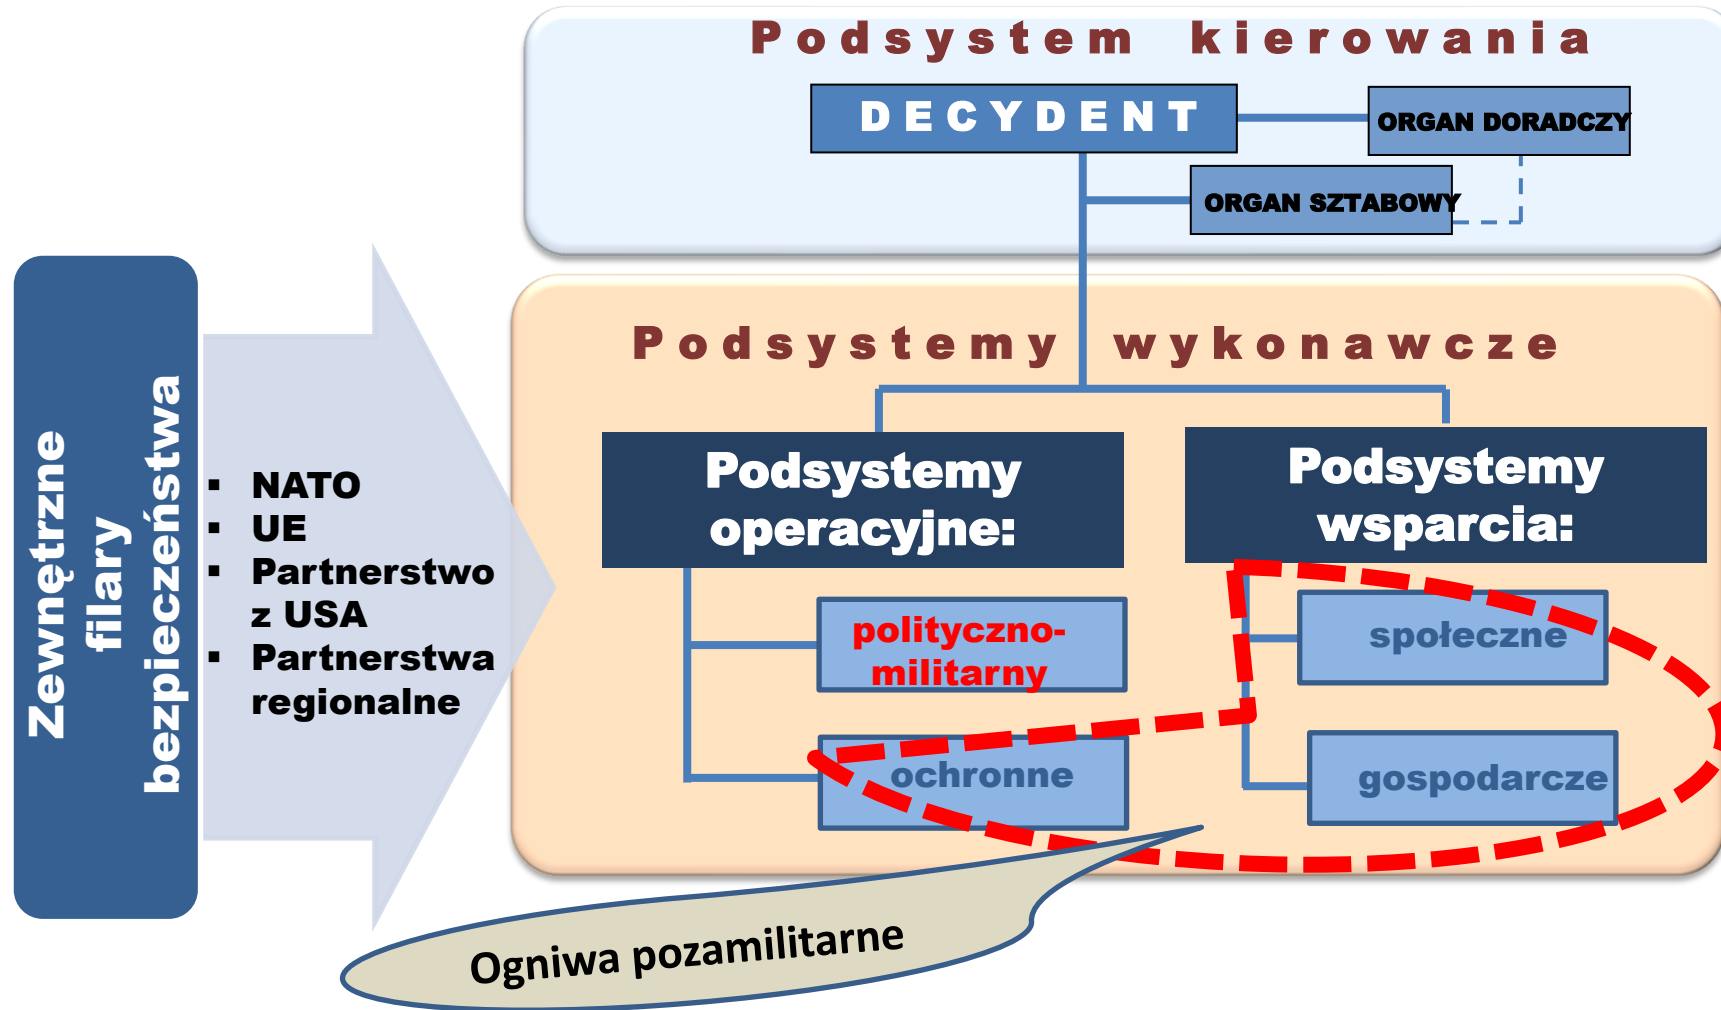 Podsystem kierowania
DECYDENT
ORGAN DORADCZY
ORGAN SZTABOWY
Zewnętrzne
filary
bezpieczeństwa
▪ NATO
▪ UE
▪ Partnerstwo
z USA
▪ Partnerstwa
regionalne
Podsystemy wykonawcze
Podsystemy
operacyjne:
polityczno-
militarny
ochronne
Podsystemy
wsparcia:
społeczne
gospodarcze
Ogniwa pozamilitarne